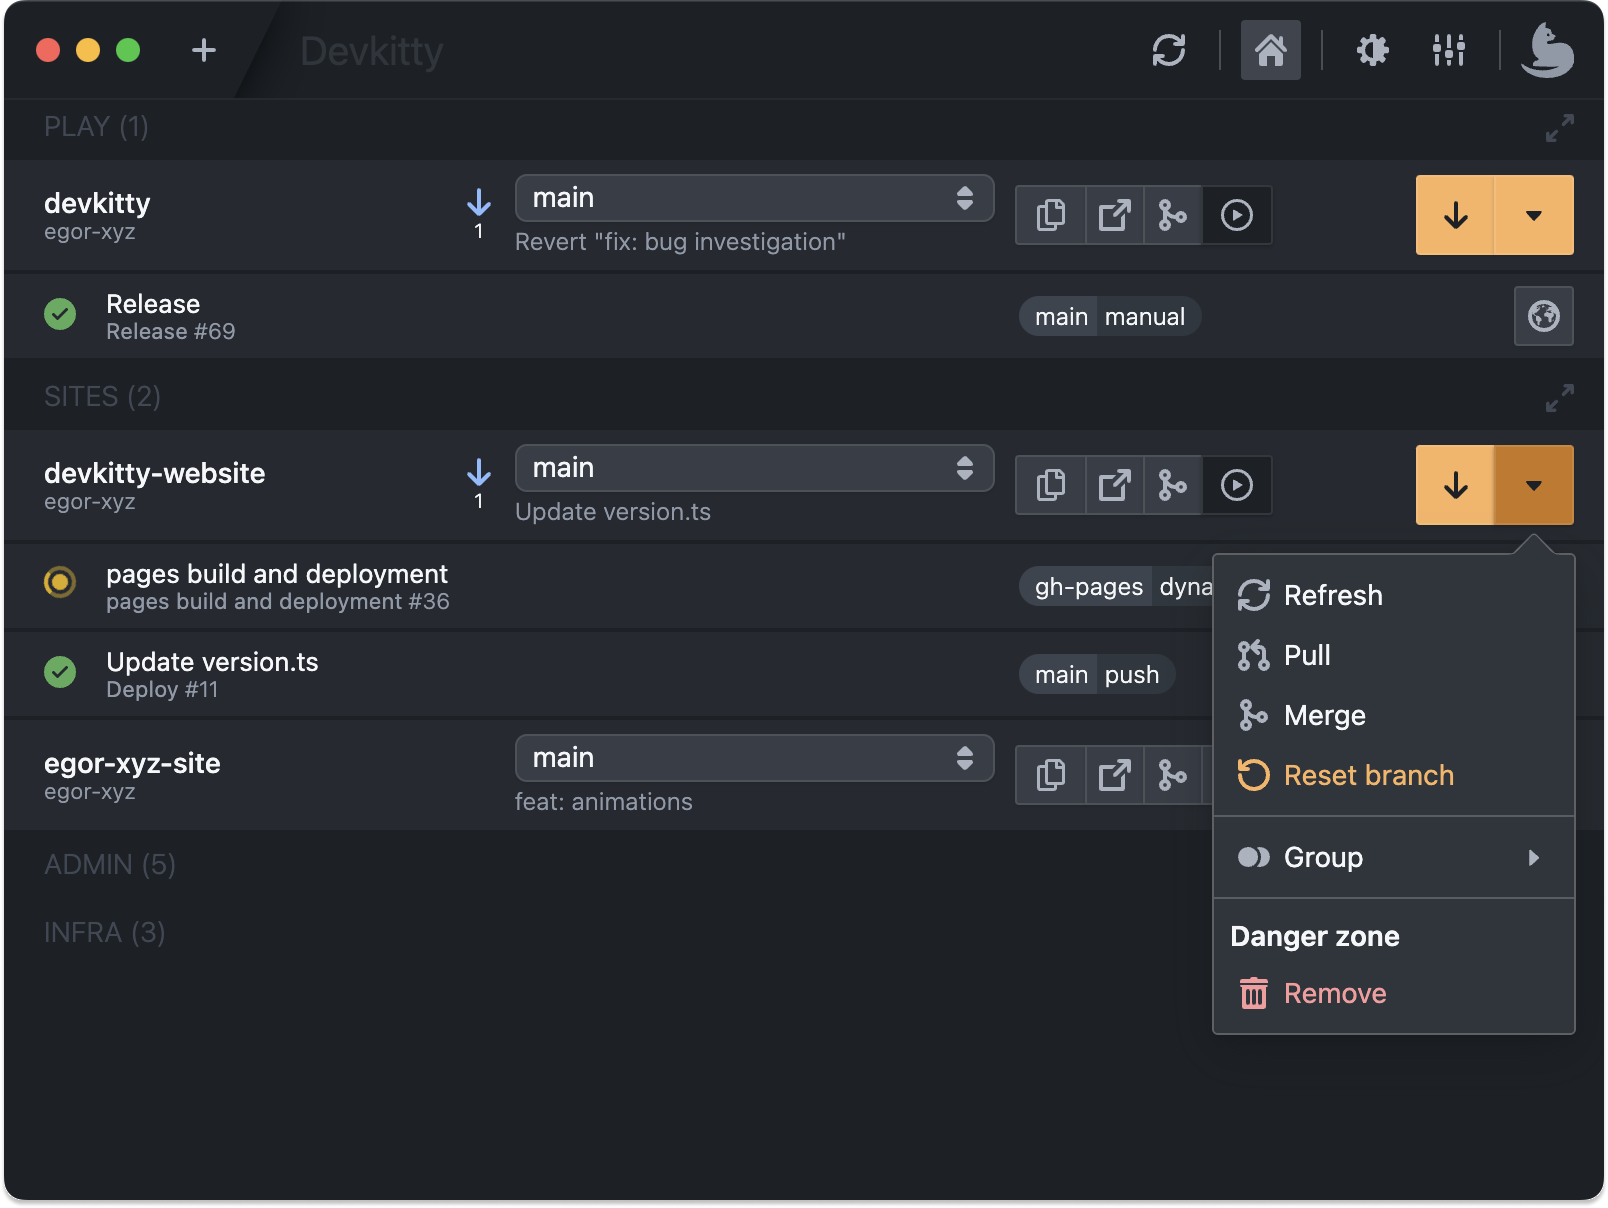 Devkitty
PLAY (1)
devkitty
egor-xyz
1
main
Revert "fix: bug investigation"
Release
Release #69
main manual
SITES (2)
devkitty-website
egor-xyz
1
main
Update version.ts
pages build and deployment
pages build and deployment #36
gh-pages dyna
Update version.ts
Deploy #11
main push
egor-xyz-site
egor-xyz
main
feat: animations
ADMIN (5)
INFRA (3)
Refresh
Pull
Merge
Reset branch
Group
Danger zone
Remove